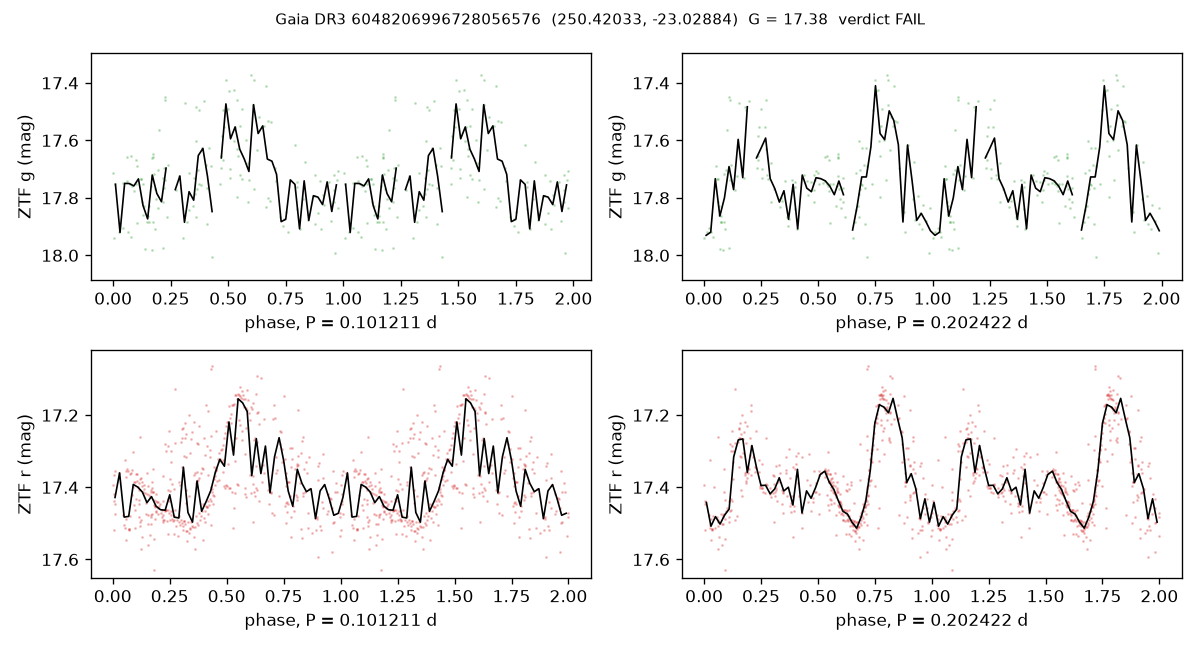 Gaia DR3 6048206996728056576  (250.42033, -23.02884)  G = 17.38  verdict FAIL
ZTF g (mag)
17.4
17.6
17.8
18.0
0.00 0.25 0.50 0.75 1.00 1.25 1.50 1.75 2.00
phase, P = 0.101211 d
ZTF g (mag)
17.4
17.6
17.8
18.0
0.00 0.25 0.50 0.75 1.00 1.25 1.50 1.75 2.00
phase, P = 0.202422 d
ZTF r (mag)
17.2
17.4
17.6
0.00 0.25 0.50 0.75 1.00 1.25 1.50 1.75 2.00
phase, P = 0.101211 d
ZTF r (mag)
17.2
17.4
17.6
0.00 0.25 0.50 0.75 1.00 1.25 1.50 1.75 2.00
phase, P = 0.202422 d